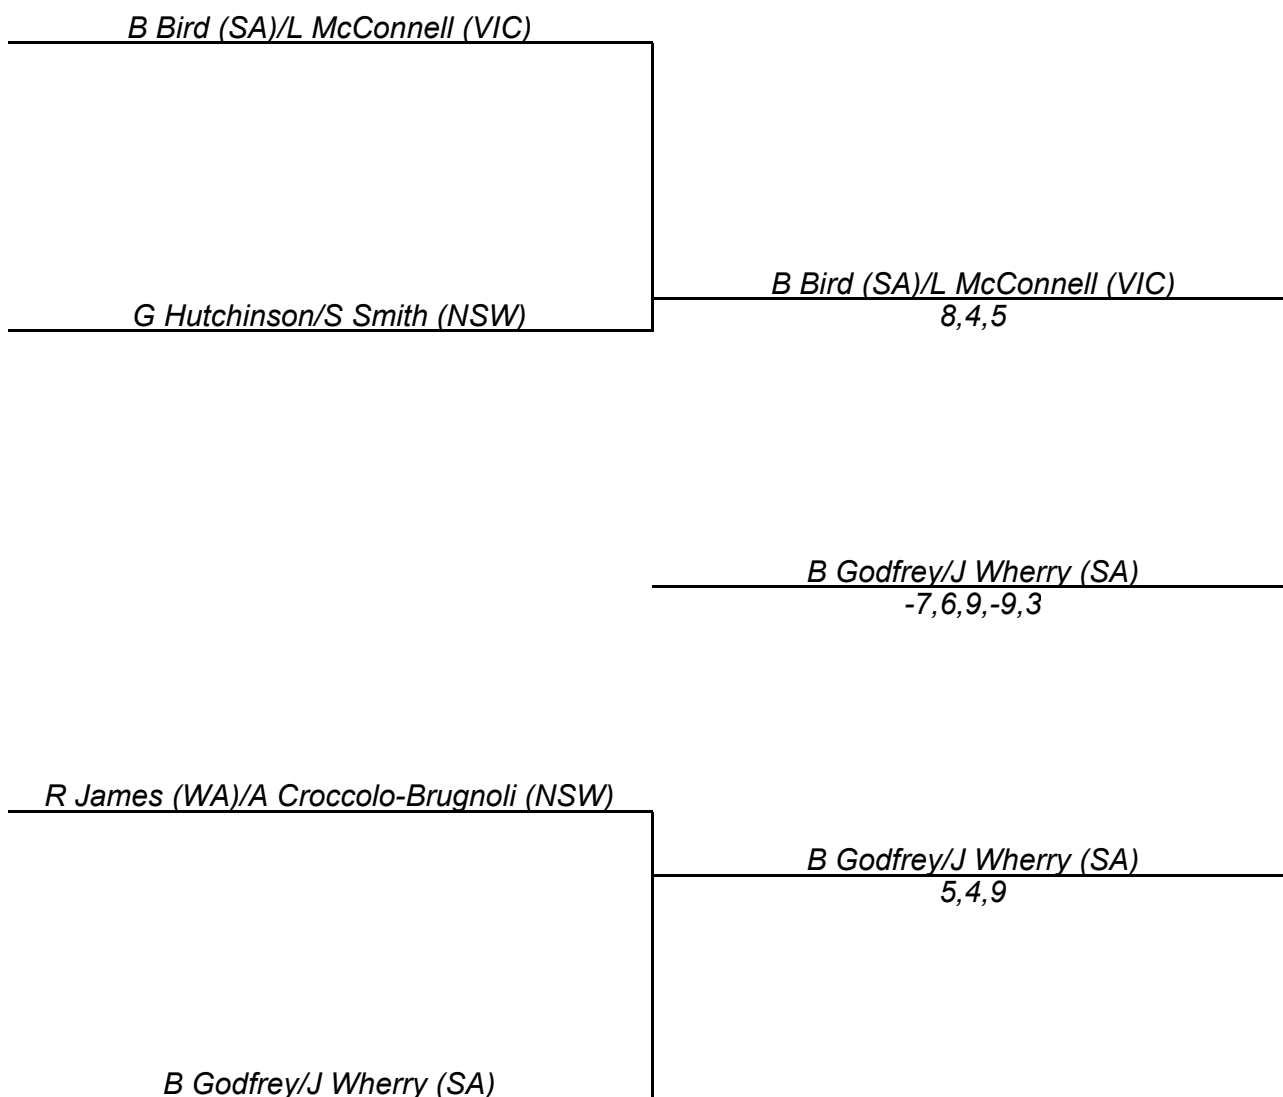 B Bird (SA)/L McConnell (VIC)
B Bird (SA)/L McConnell (VIC)
G Hutchinson/S Smith (NSW)
8,4,5
B Godfrey/J Wherry (SA)
-7,6,9,-9,3
R James (WA)/A Croccolo-Brugnoli (NSW)
B Godfrey/J Wherry (SA)
5,4,9
B Godfrey/J Wherry (SA)